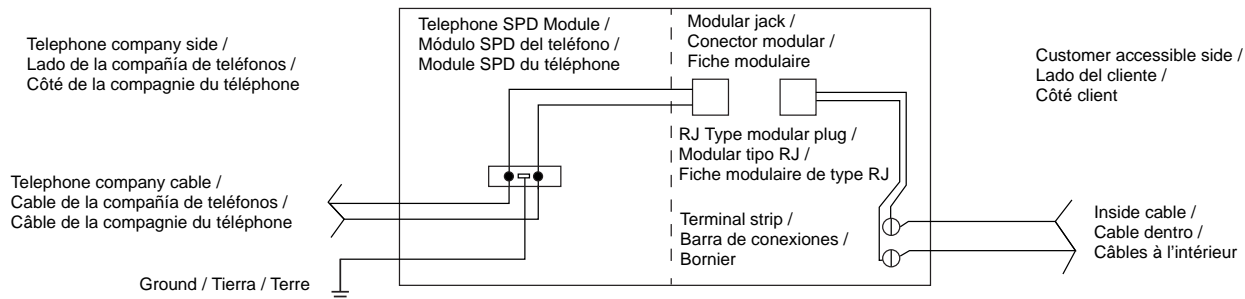 Telephone company side /
Lado de la compañía de teléfonos /
Côté de la compagnie du téléphone
Telephone SPD Module /
Módulo SPD del teléfono /
Module SPD du téléphone
Modular jack /
Conector modular /
Fiche modulaire
Customer accessible side /
Lado del cliente /
Côté client
RJ Type modular plug /
Modular tipo RJ /
Fiche modulaire de type RJ
Telephone company cable /
Cable de la compañía de teléfonos /
Câble de la compagnie du téléphone
Terminal strip /
Barra de conexiones /
Bornier
Inside cable /
Cable dentro /
Câbles à l'intérieur
Ground / Tierra / Terre